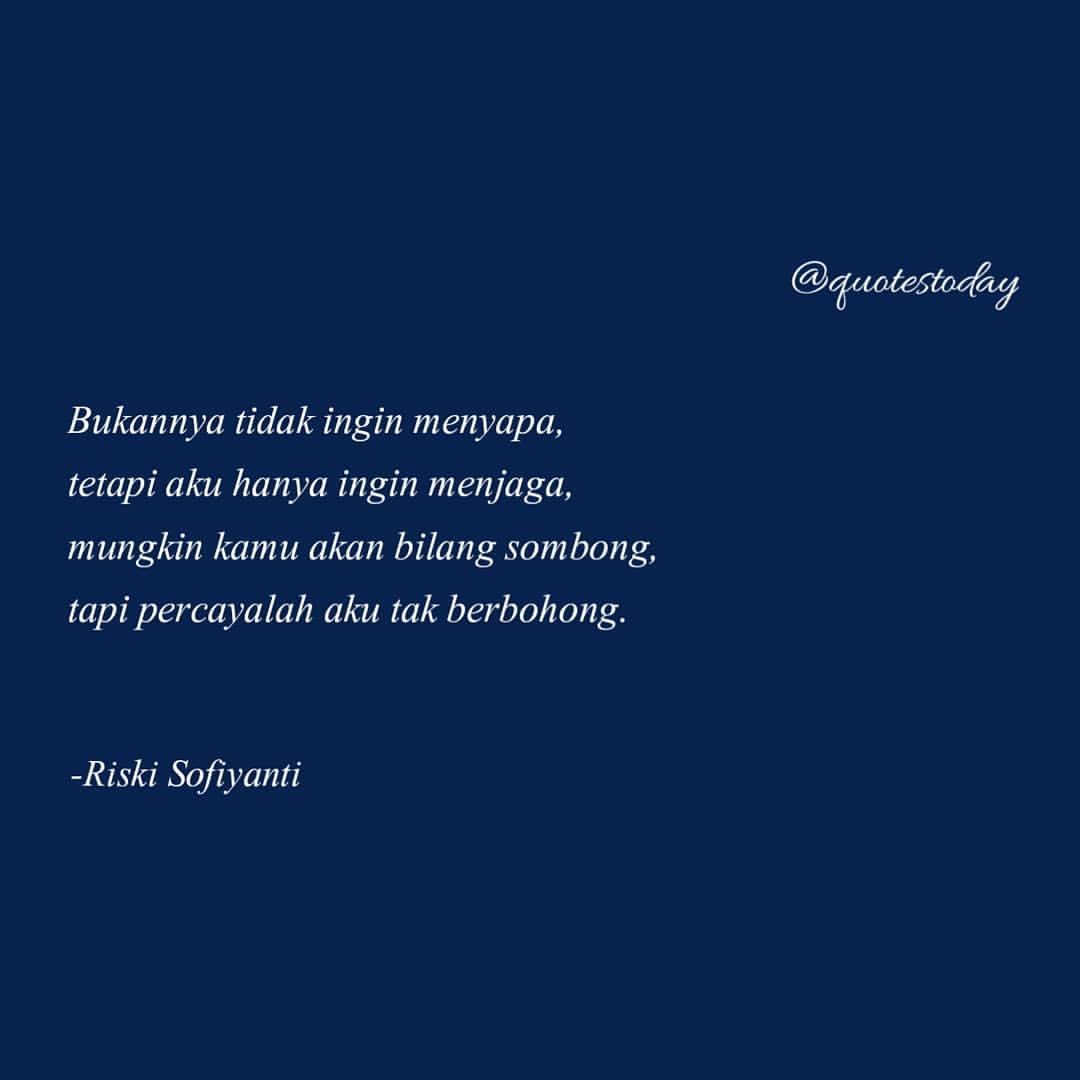 @quotestoday
Bukannya tidak ingin menyapa,
tetapi aku hanya ingin menjaga,
mungkin kamu akan bilang sombong,
tapi percayalah aku tak berbohong.
-Riski Sofiyanti